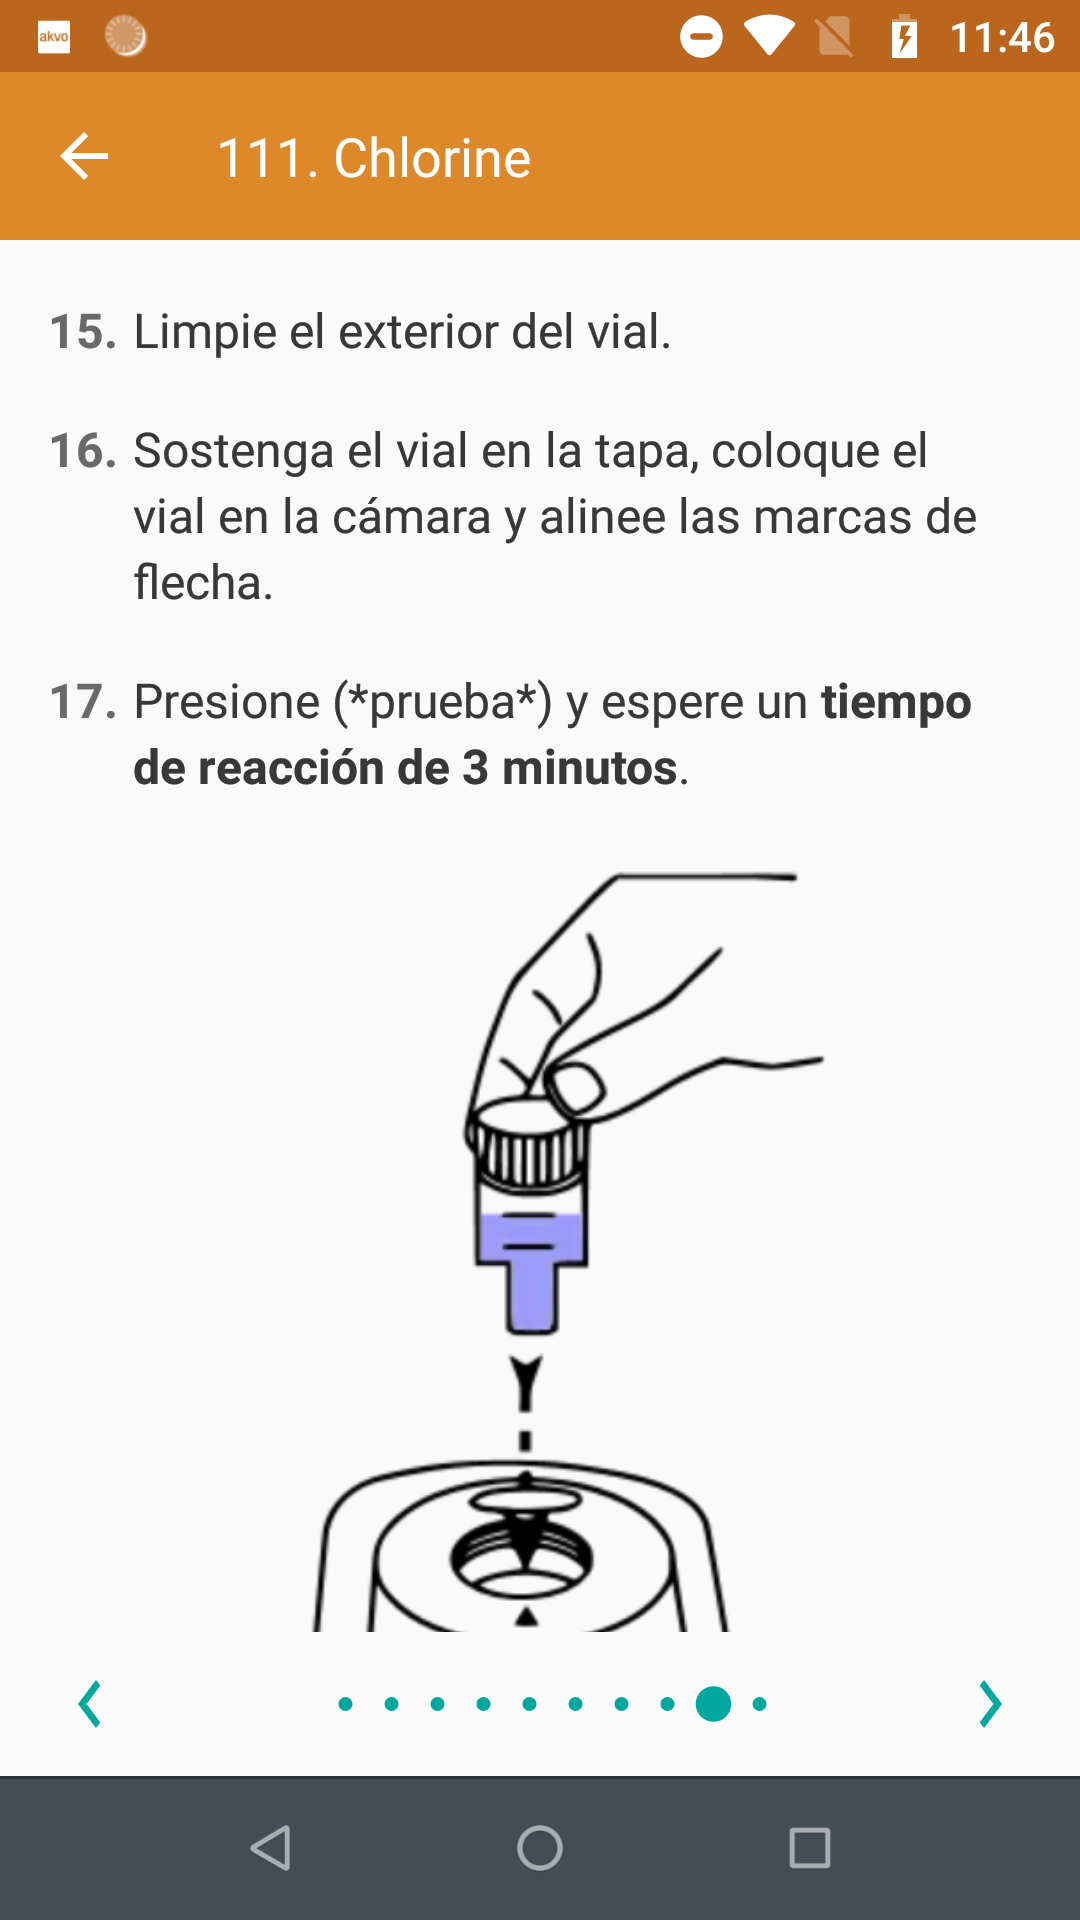 akvo
11:46
111. Chlorine
15. Limpie el exterior del vial.
16. Sostenga el vial en la tapa, coloque el
vial en la cámara y alinee las marcas de
flecha.
17. Presione (*prueba*) y espere un tiempo
de reacción de 3 minutos.